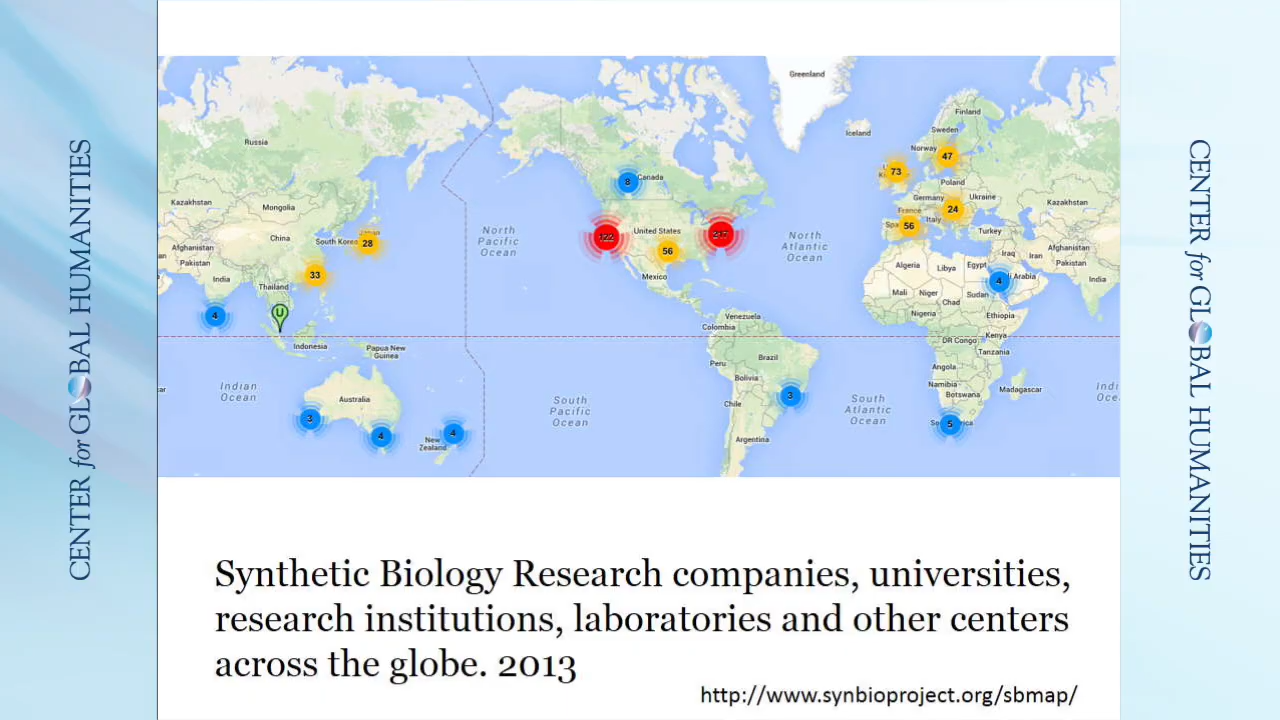 CENTER for GLOBAL HUMANITIES
Greenland
Finland
Iceland
Sweden
Russia
Norway
47
73
8
Canada
Poland
Kazakhstan
Mongolia
Germany
Ukraine
Kazakhstan
France
24
Italy
Spa
56
China
South Korea
28
North
Pacific
Ocean
122
United States
217
North
Atlantic
Ocean
Turkey
Afghanistan
Pakistan
56
Iraq
Iran
Afghanistan
Pakistan
India
33
Mexico
Algeria
Libya
Egypt
4
Arabia
India
Thailand
Mali
Niger
Chad
Sudan
4
U
Venezuela
Nigeria
Ethiopia
Colombia
Indonesia
Papua New
Guinea
DR Congo
Kenya
Tanzania
Peru
Brazil
Angola
Indian
Ocean
Bolivia
Namibia
Botswana
Madagascar
Australia
South
Pacific
Ocean
Chile
3
South
Atlantic
Ocean
3
4
New
Zealand
4
Argentina
5
Synthetic Biology Research companies, universities,
research institutions, laboratories and other centers
across the globe. 2013
http://www.synbioproject.org/sbmap/
CENTER for GLOBAL HUMANITIES